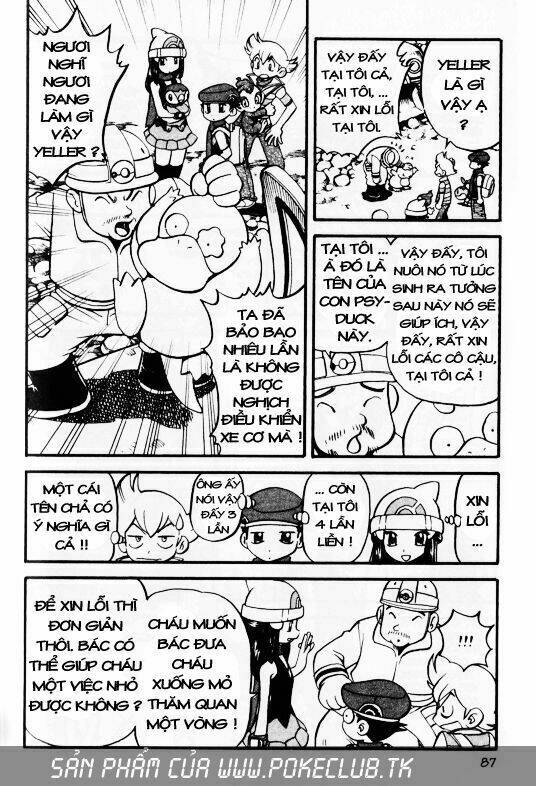 NGƯƠI
NGHĨ
NGƯƠI
ĐANG
LÀM GÌ
VẬY
YELLER ?
TA ĐÃ
BẢO BAO
NHIÊU LẦN
LÀ KHÔNG
ĐƯỢC
NGHỊCH
ĐIỀU KHIỂN
XE CƠ MÀ !
YELLER
LÀ GÌ
VẬY Ạ
?
VẬY ĐẤY
TẠI TÔI CẢ,
TẠI TÔI, ...
RẤT XIN LỖI
TẠI TÔI.
VẬY ĐẤY, TÔI
NUÔI NÓ TỪ LÚC
SINH RA TƯỞNG
SAU NÀY NÓ SẼ
GIÚP ÍCH, VẬY
ĐẤY, RẤT XIN
LỖI CÁC CÔ CẬU,
TẠI TÔI CẢ !
TẠI TÔI ...
À ĐÓ LÀ
TÊN CỦA
CON PSY-
DUCK
NÀY.
MỘT CÁI
TÊN CHẢ CÓ
Ý NGHĨA GÌ
CẢ !!
ÔNG ẤY
NÓI VẬY
ĐẤY 3
LẦN
... CÒN
TẠI TÔI
4 LẦN
LIỀN !
XIN
LỖI
...
ĐỂ XIN LỖI THÌ
ĐƠN GIẢN
THÔI. BÁC CÓ
THỂ GIÚP CHÁU
MỘT VIỆC NHỎ
ĐƯỢC KHÔNG ?
CHÁU MUỐN
BÁC ĐƯA
CHÁU
XUỐNG MỎ
THĂM QUAN
MỘT VÒNG !
!!!
87
SẢN PHẨM CỦA WWW.POKECLUB.TK